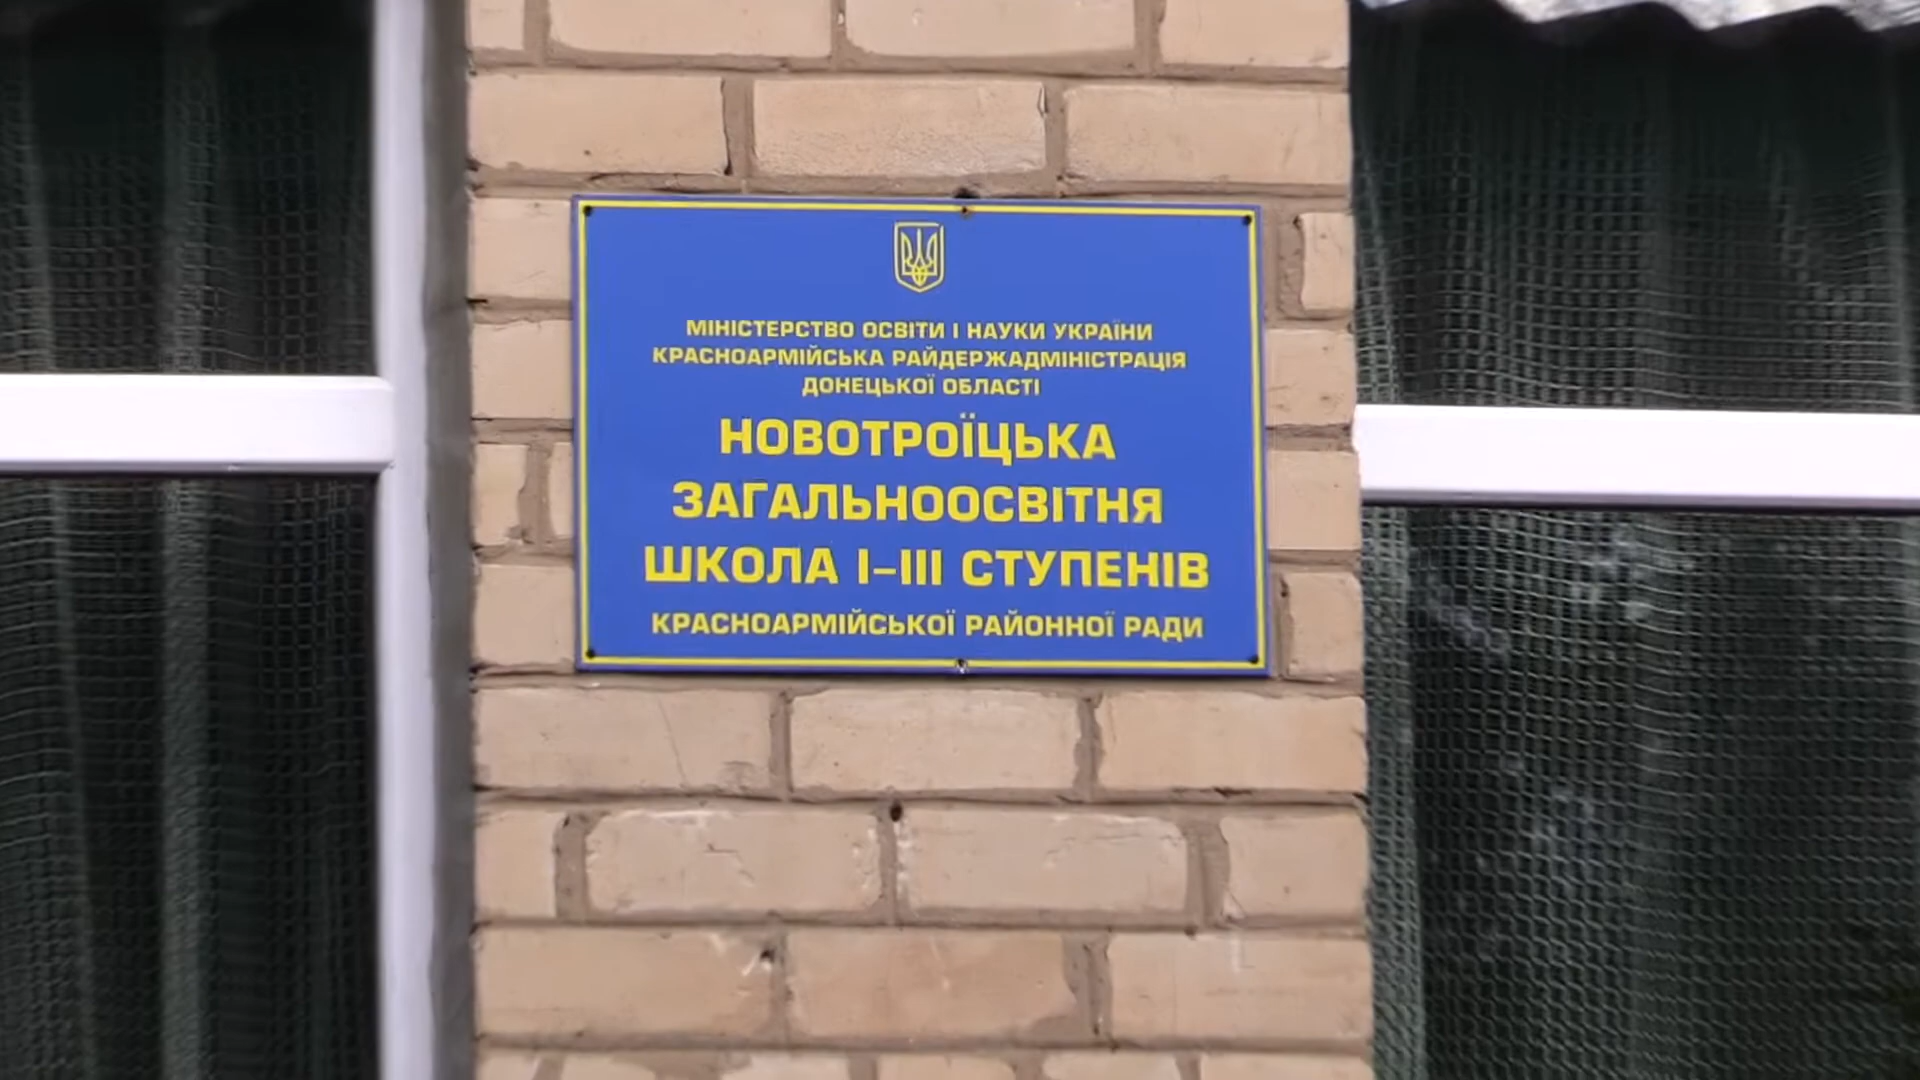 МІНІСТЕРСТВО ОСВІТИ І НАУКИ УКРАЇНИ
КРАСНОАРМІЙСЬКА РАЙДЕРЖАДМІНІСТРАЦІЯ
ДОНЕЦЬКОЇ ОБЛАСТІ
НОВОТРОЇЦЬКА
ЗАГАЛЬНООСВІТНЯ
ШКОЛА І–ІІІ СТУПЕНІВ
КРАСНОАРМІЙСЬКОЇ РАЙОННОЇ РАДИ